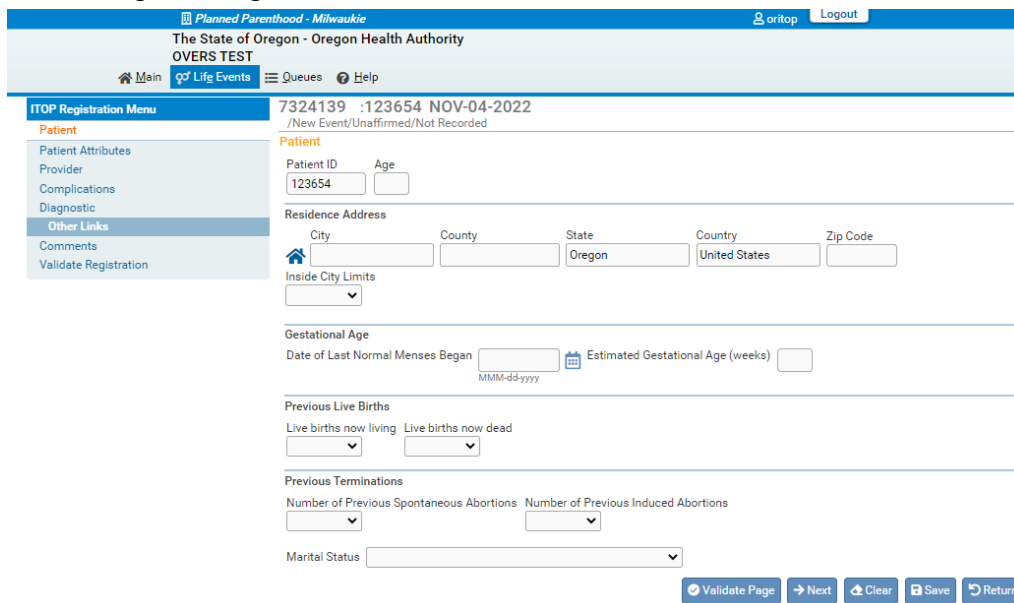 Planned Parenthood - Milwaukie oritop Logout
The State of Oregon - Oregon Health Authority
OVERS TEST
Main Life Events Queues Help
ITOP Registration Menu
Patient
Patient Attributes
Provider
Complications
Diagnostic
Other Links
Comments
Validate Registration
7324139 :123654 NOV-04-2022
/New Event/Unaffirmed/Not Recorded
Patient
Patient ID Age
123654
Residence Address
City County State Country Zip Code
Oregon United States
Inside City Limits
Gestational Age
Date of Last Normal Menses Began Estimated Gestational Age (weeks)
MMM-dd-yyyy
Previous Live Births
Live births now living Live births now dead
Previous Terminations
Number of Previous Spontaneous Abortions Number of Previous Induced Abortions
Marital Status
Validate Page Next Clear Save Return